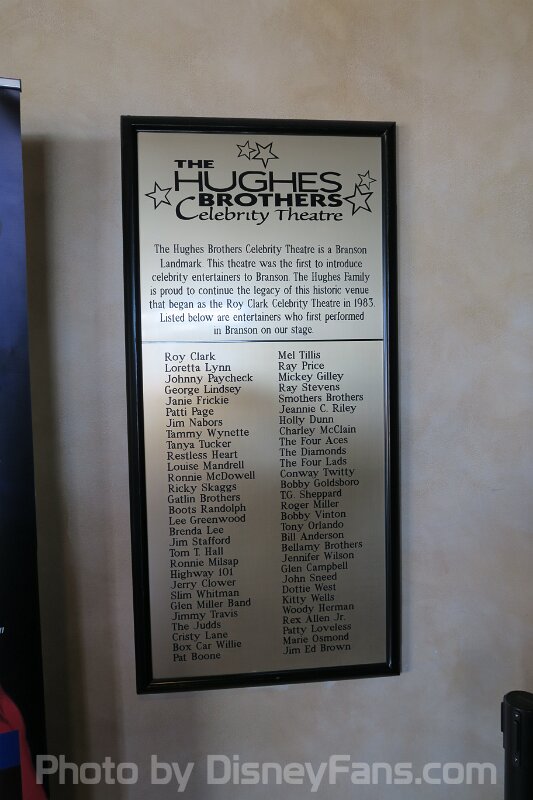 THE
HUGHES
BROTHERS
Celebrity Theatre
The Hughes Brothers Celebrity Theatre is a Branson
Landmark. This theatre was the first to introduce
celebrity entertainers to Branson. The Hughes Family
is proud to continue the legacy of this historic venue
that began as the Roy Clark Celebrity Theatre in 1983.
Listed below are entertainers who first performed
in Branson on our stage.
Roy Clark
Loretta Lynn
Johnny Paycheck
George Lindsey
Janie Frickie
Patti Page
Jim Nabors
Tammy Wynette
Tanya Tucker
Restless Heart
Louise Mandrell
Ronnie McDowell
Ricky Skaggs
Gatlin Brothers
Boots Randolph
Lee Greenwood
Brenda Lee
Jim Stafford
Tom T. Hall
Ronnie Milsap
Highway 101
Jerry Clower
Slim Whitman
Glen Miller Band
Jimmy Travis
The Judds
Cristy Lane
Box Car Willie
Pat Boone
Mel Tillis
Ray Price
Mickey Gilley
Ray Stevens
Smothers Brothers
Jeannie C. Riley
Holly Dunn
Charley McClain
The Four Aces
The Diamonds
The Four Lads
Conway Twitty
Bobby Goldsboro
T.G. Sheppard
Roger Miller
Bobby Vinton
Tony Orlando
Bill Anderson
Bellamy Brothers
Jennifer Wilson
Glen Campbell
John Sneed
Dottie West
Kitty Wells
Woody Herman
Rex Allen Jr.
Patty Loveless
Marie Osmond
Jim Ed Brown
Photo by DisneyFans.com